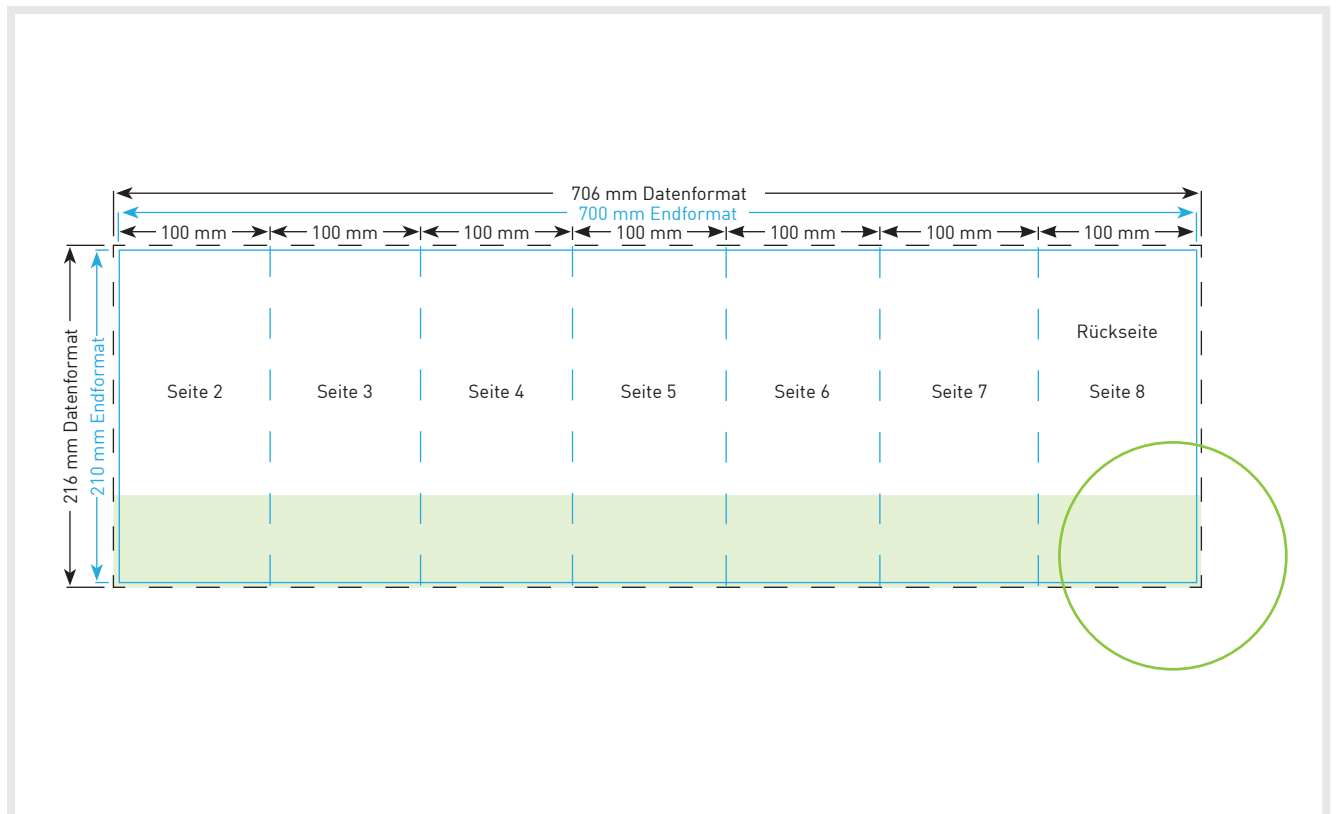 706 mm Datenformat
700 mm Endformat
100 mm 100 mm 100 mm 100 mm 100 mm 100 mm 100 mm
216 mm Datenformat
210 mm Endformat
Rückseite
Seite 2 Seite 3 Seite 4 Seite 5 Seite 6 Seite 7 Seite 8